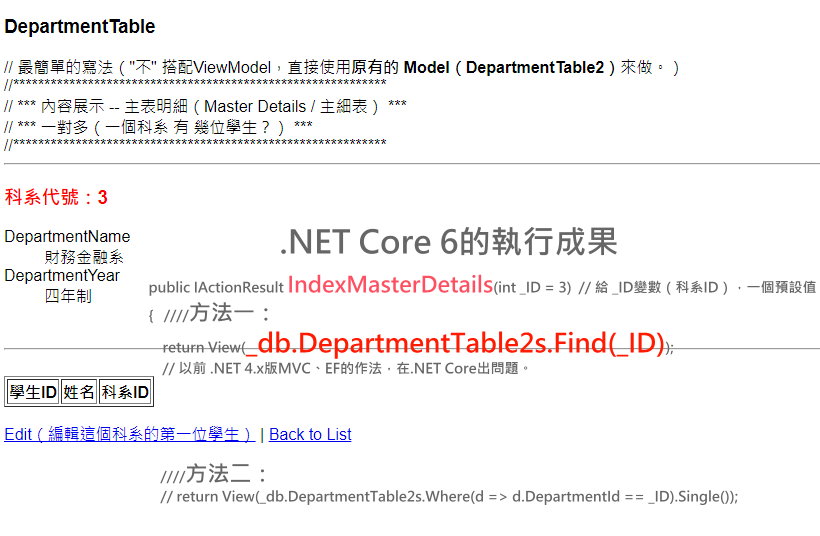 DepartmentTable
// 最簡單的寫法（"不" 搭配ViewModel，直接使用原有的 Model（DepartmentTable2）來做。）
//************************************************************
// *** 內容展示 -- 主表明細（Master Details / 主細表） ***
// *** 一對多（一個科系 有 幾位學生？） ***
//************************************************************
科系代號：3
DepartmentName
財務金融系
DepartmentYear
四年制
.NET Core 6的執行成果
public IActionResult IndexMasterDetails(int _ID = 3)  // 給 _ID變數（科系ID），一個預設值
{  ////方法一：
return View(_db.DepartmentTable2s.Find(_ID));
// 以前 .NET 4.x版MVC、EF的作法，在.NET Core出問題。
學生ID 姓名 科系ID
Edit（編輯這個科系的第一位學生） | Back to List
////方法二：
// return View(_db.DepartmentTable2s.Where(d => d.DepartmentId == _ID).Single());